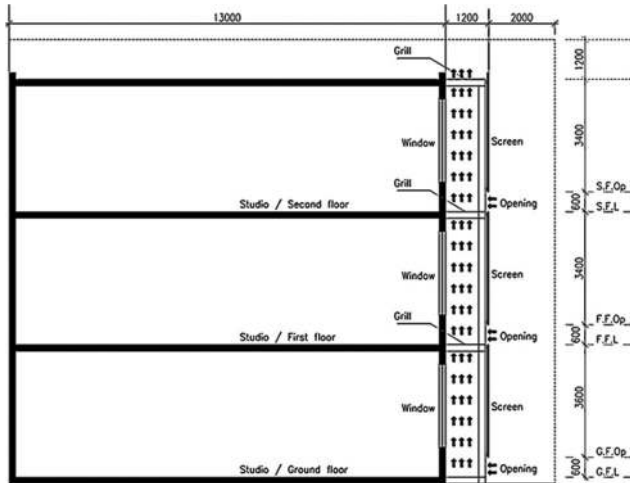 13000 1200 2000
Grill
1200
Window
Screen
3400
Grill
S.F.Op
Studio / Second floor
Opening
600
S.F.L
Window
Screen
3400
Grill
F.F.Op
Studio / First floor
Opening
600
F.F.L
Window
Screen
3600
G.F.Op
Studio / Ground floor
Opening
600
G.F.L